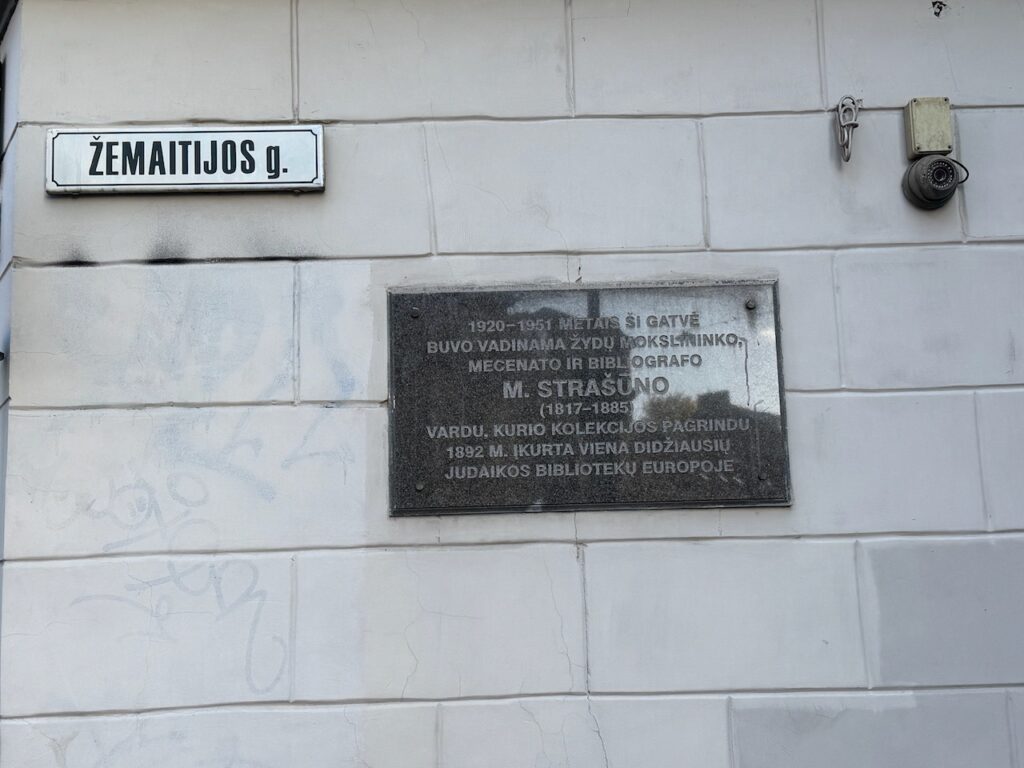 ŽEMAITIJOS g.
1920–1951 METAIS ŠI GATVĖ
BUVO VADINAMA ŽYDŲ MOKSLININKO,
MECENATO IR BIBLIOGRAFO
M. STRAŠŪNO
(1817–1885)
VARDU, KURIO KOLEKCIJOS PAGRINDU
1892 M. ĮKURTA VIENA DIDŽIAUSIŲ
JUDAIKOS BIBLIOTEKŲ EUROPOJE